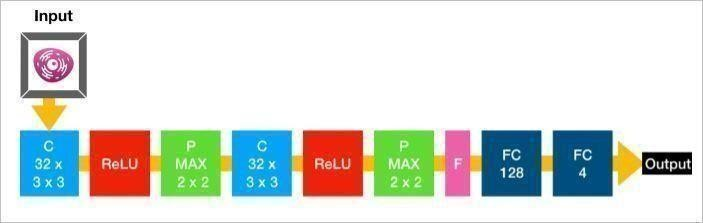 Input
C
32 x
3 x 3
ReLU
P
MAX
2 x 2
C
32 x
3 x 3
ReLU
P
MAX
2 x 2
F
FC
128
FC
4
Output